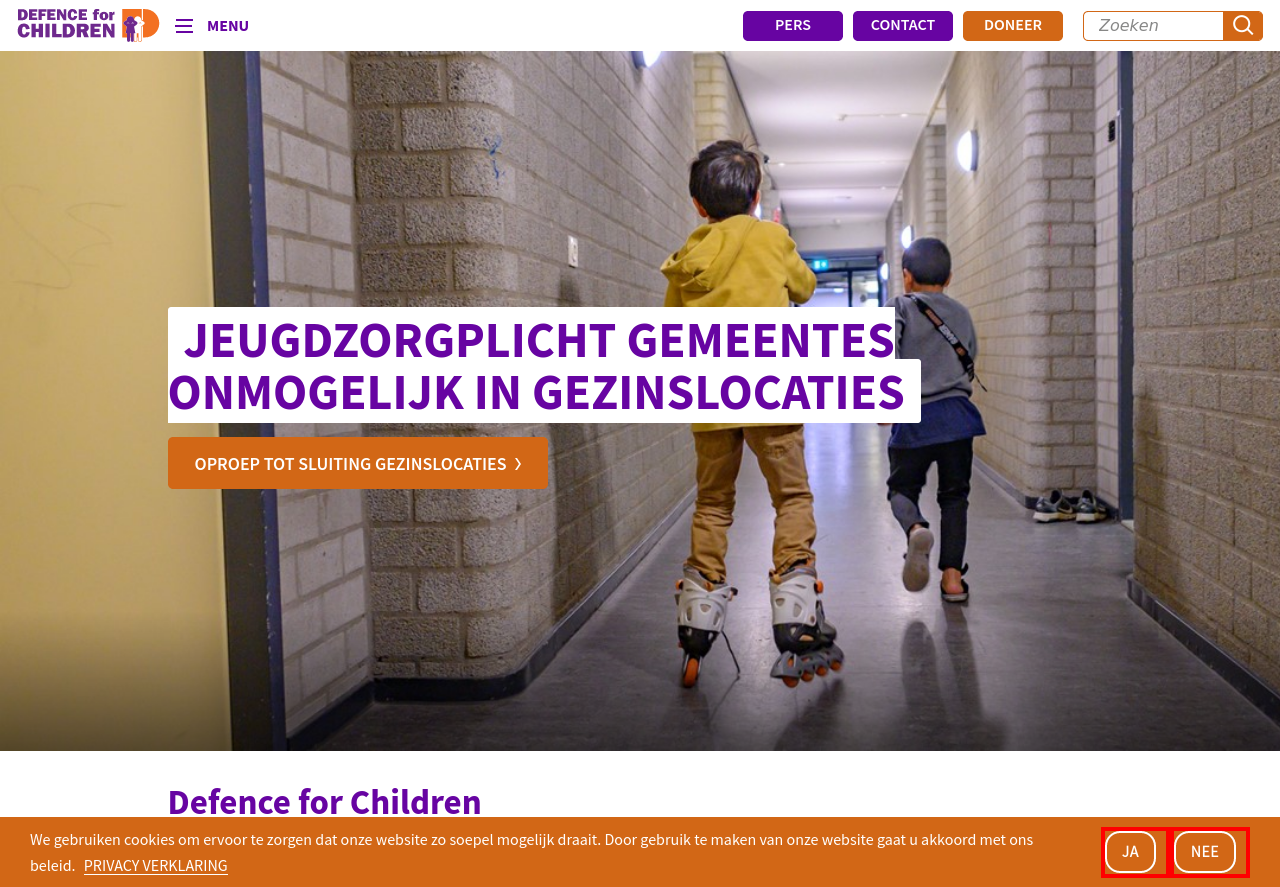 DEFENCE for
CHILDREN
MENU
PERS
CONTACT
DONEER
Zoeken
JEUGDZORGPLICHT GEMEENTES
ONMOGELIJK IN GEZINSLOCATIES
OPROEP TOT SLUITING GEZINSLOCATIES
Defence for Children
We gebruiken cookies om ervoor te zorgen dat onze website zo soepel mogelijk draait. Door gebruik te maken van onze website gaat u akkoord met ons
beleid. PRIVACY VERKLARING
JA
NEE